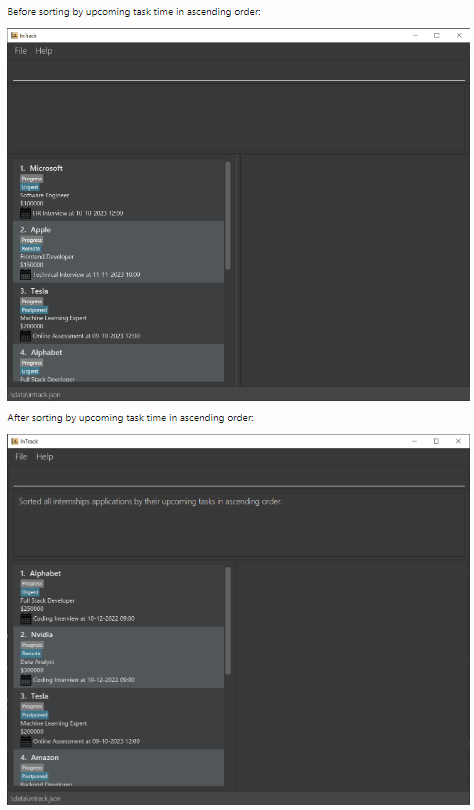 Before sorting by upcoming task time in ascending order:
InTrack
File Help
1. Microsoft
Progress
Urgent
Software Engineer
$100000
HR Interview at 10-10-2023 12:00
2. Apple
Progress
Remote
Frontend Developer
$150000
Technical Interview at 11-11-2023 10:00
3. Tesla
Progress
Postponed
Machine Learning Expert
$200000
Online Assessment at 09-10-2023 12:00
4. Alphabet
Progress
Urgent
Full Stack Developer
\data\intrack.json
After sorting by upcoming task time in ascending order:
InTrack
File Help
Sorted all internships applications by their upcoming tasks in ascending order.
1. Alphabet
Progress
Urgent
Full Stack Developer
$250000
Coding Interview at 10-12-2022 09:00
2. Nvidia
Progress
Remote
Data Analyst
$300000
Coding Interview at 10-12-2022 09:00
3. Tesla
Progress
Postponed
Machine Learning Expert
$200000
Online Assessment at 09-10-2023 12:00
4. Amazon
Progress
Postponed
Backend Developer
\data\intrack.json